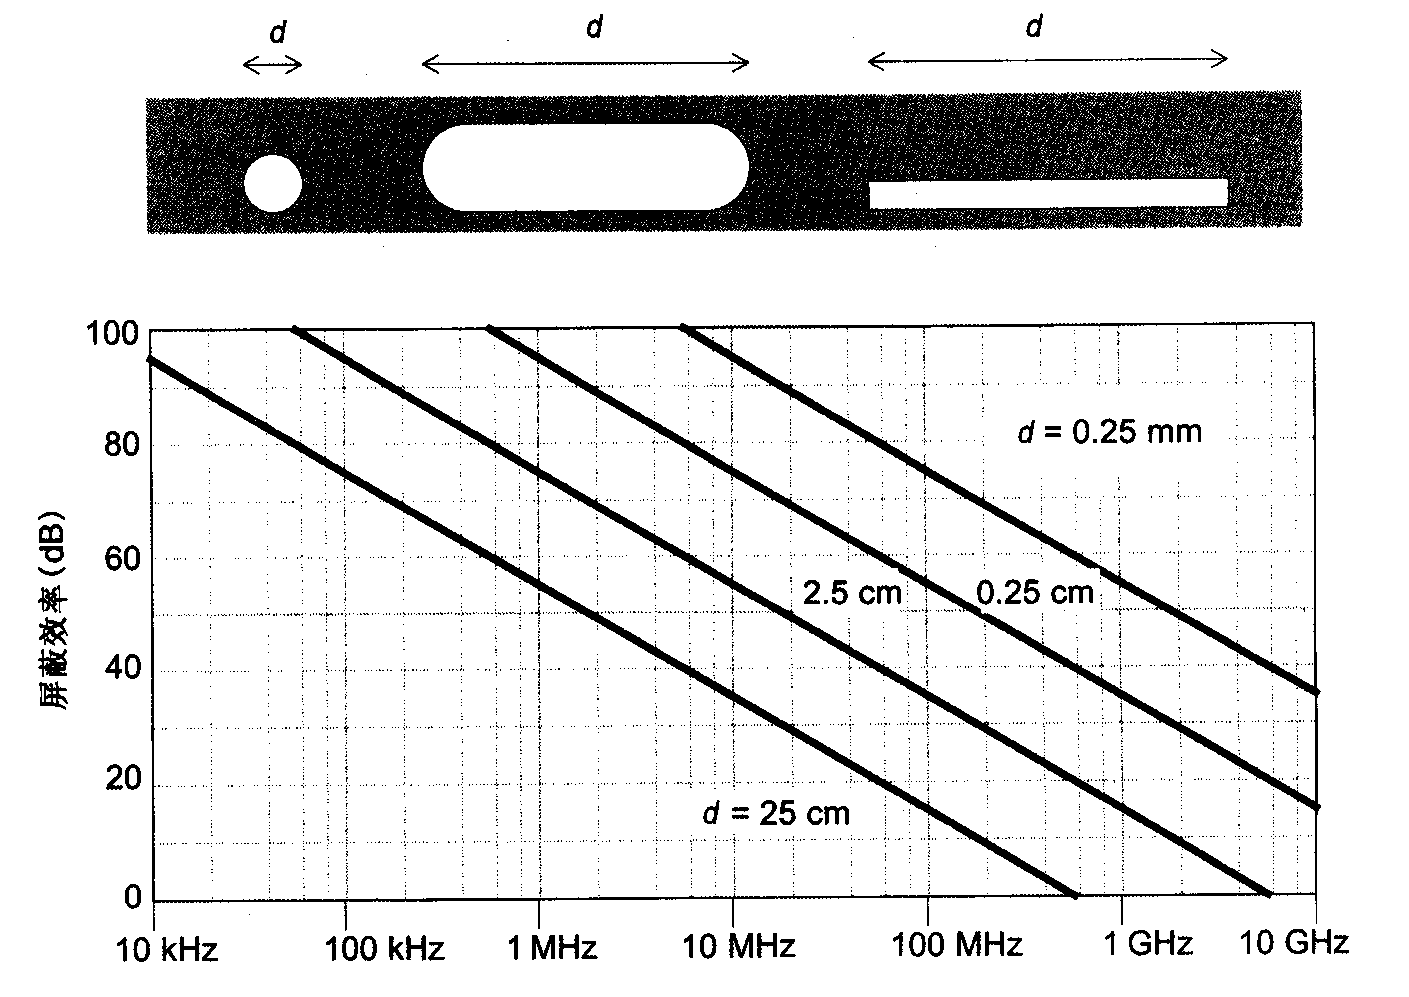 d d d
100
80
60
40
20
0
屏蔽效率(dB)
d = 0.25 mm
2.5 cm 0.25 cm
d = 25 cm
10 kHz 100 kHz 1 MHz 10 MHz 100 MHz 1 GHz 10 GHz